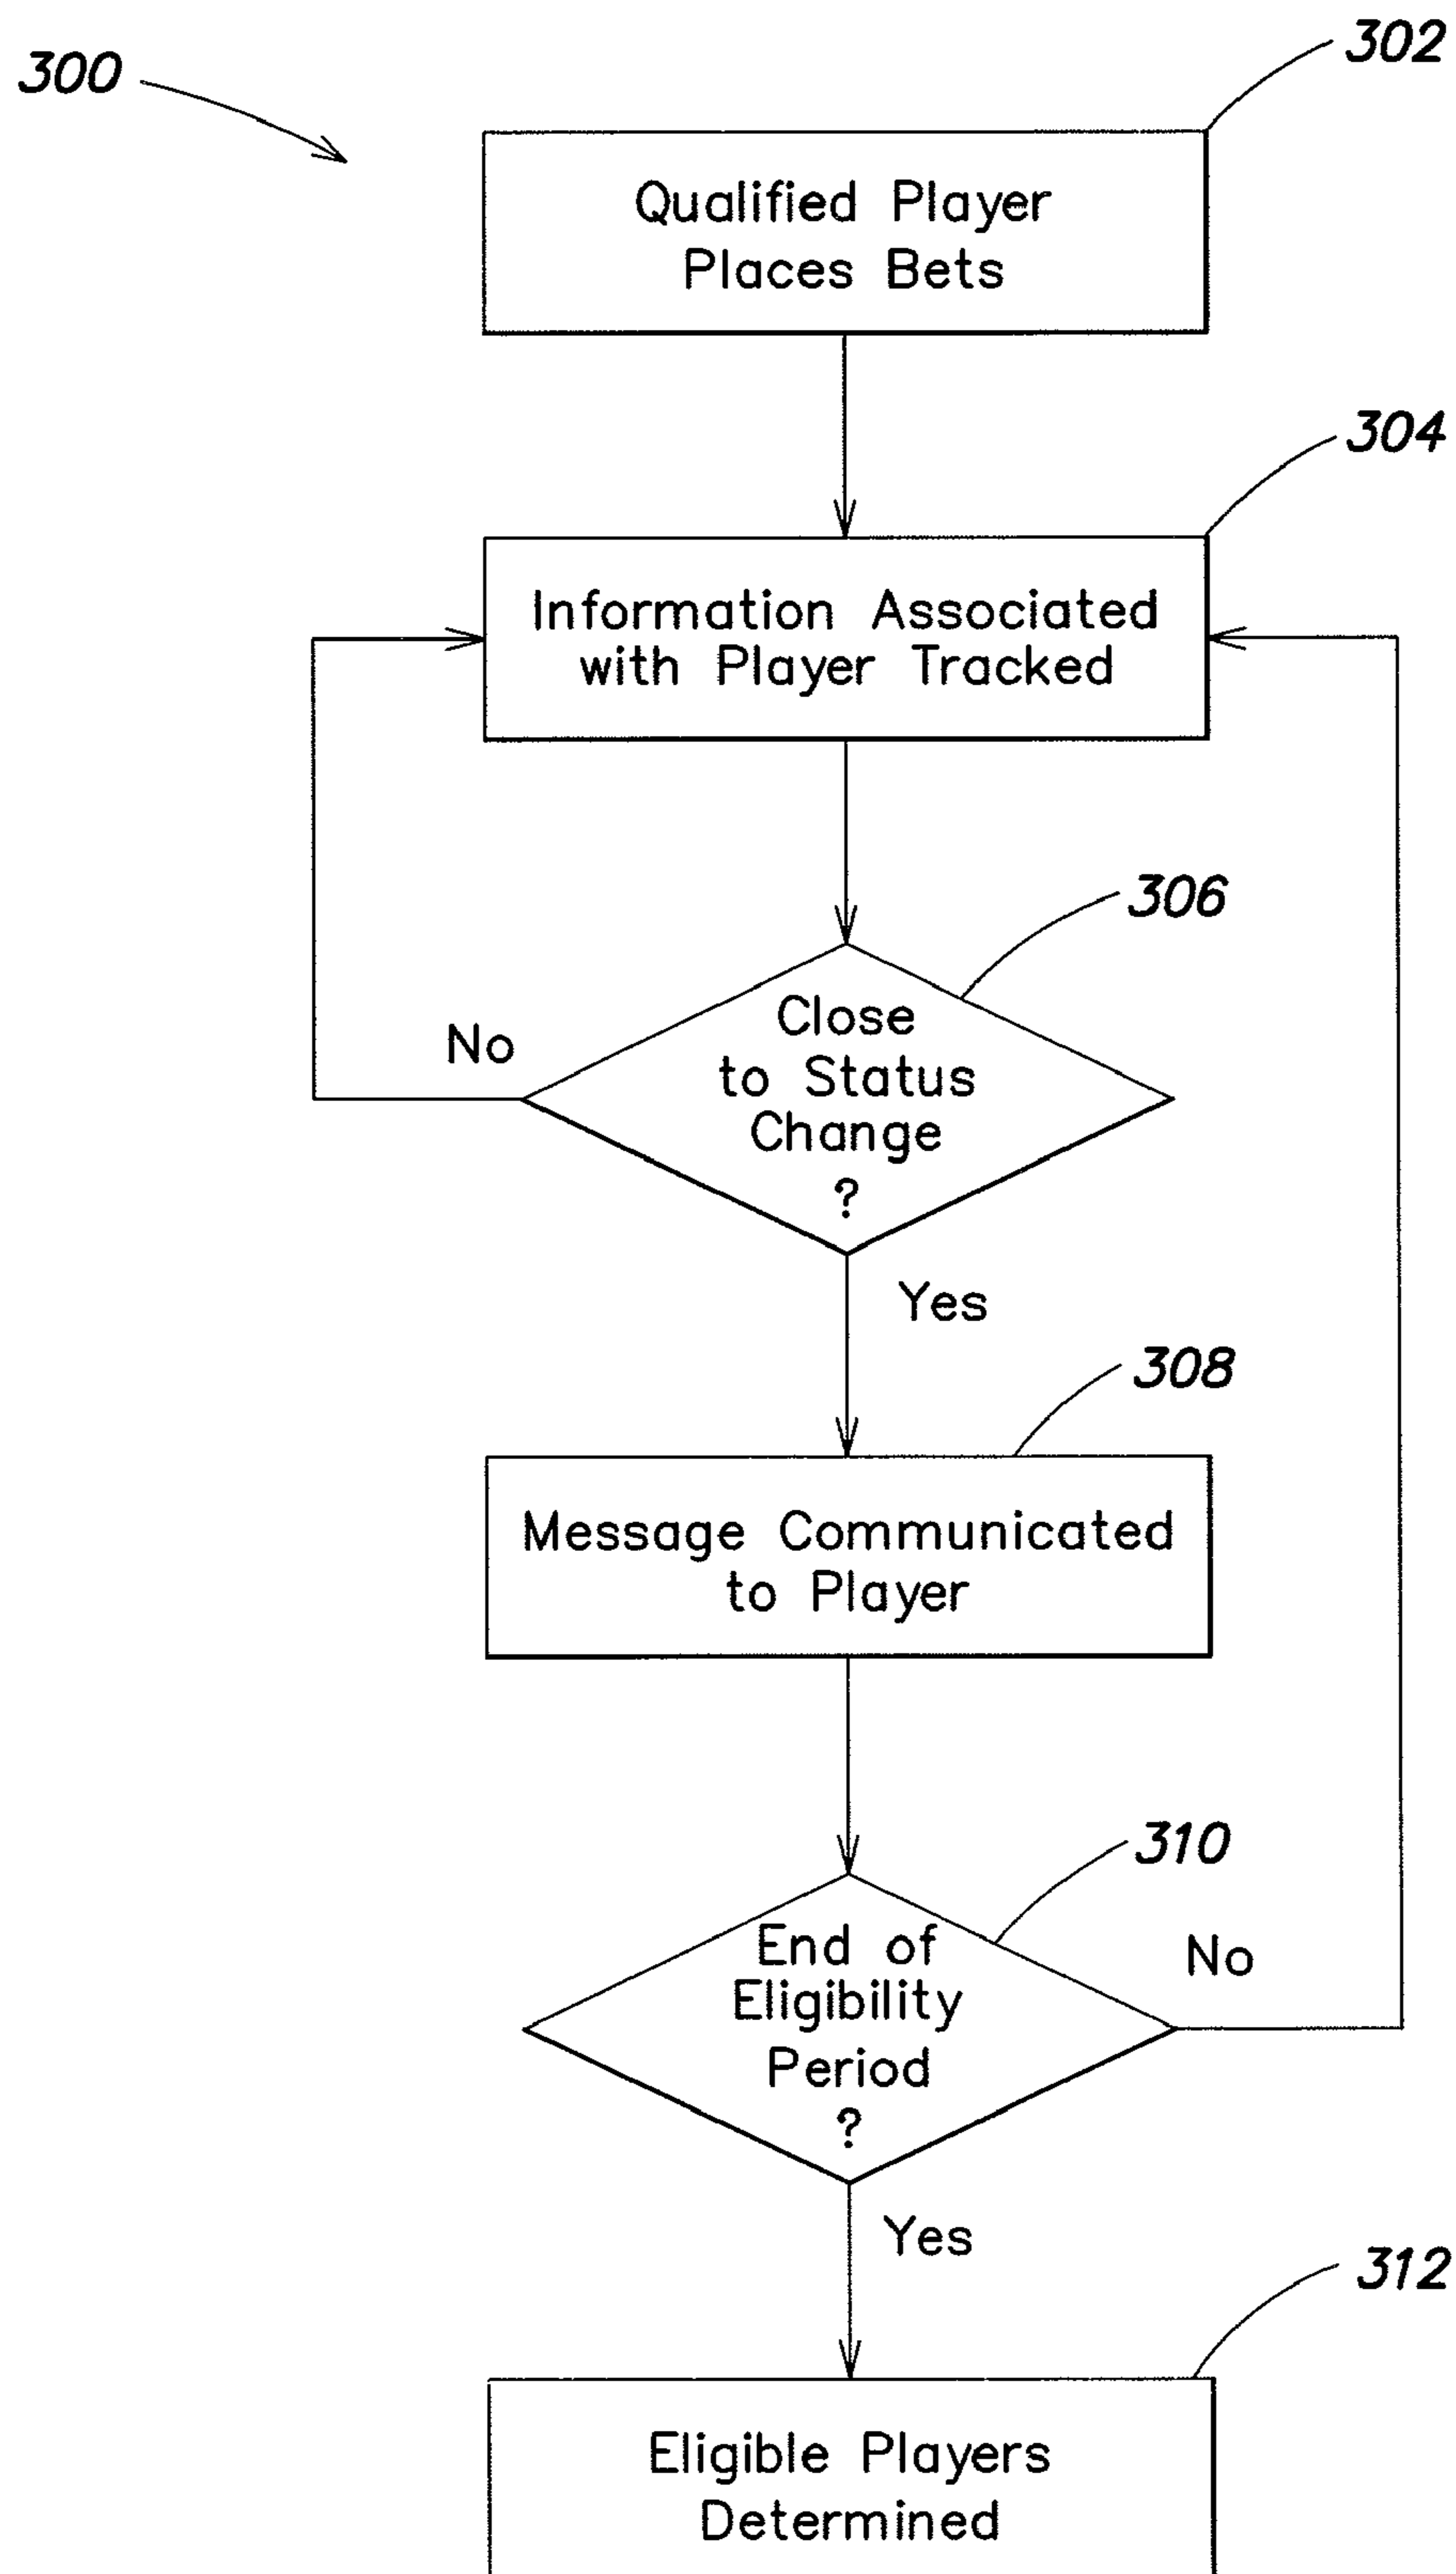 300
302
Qualified Player
Places Bets
304
Information Associated
with Player Tracked
306
Close
to Status
Change
?
No
Yes
308
Message Communicated
to Player
310
End of
Eligibility
Period
?
No
Yes
312
Eligible Players
Determined